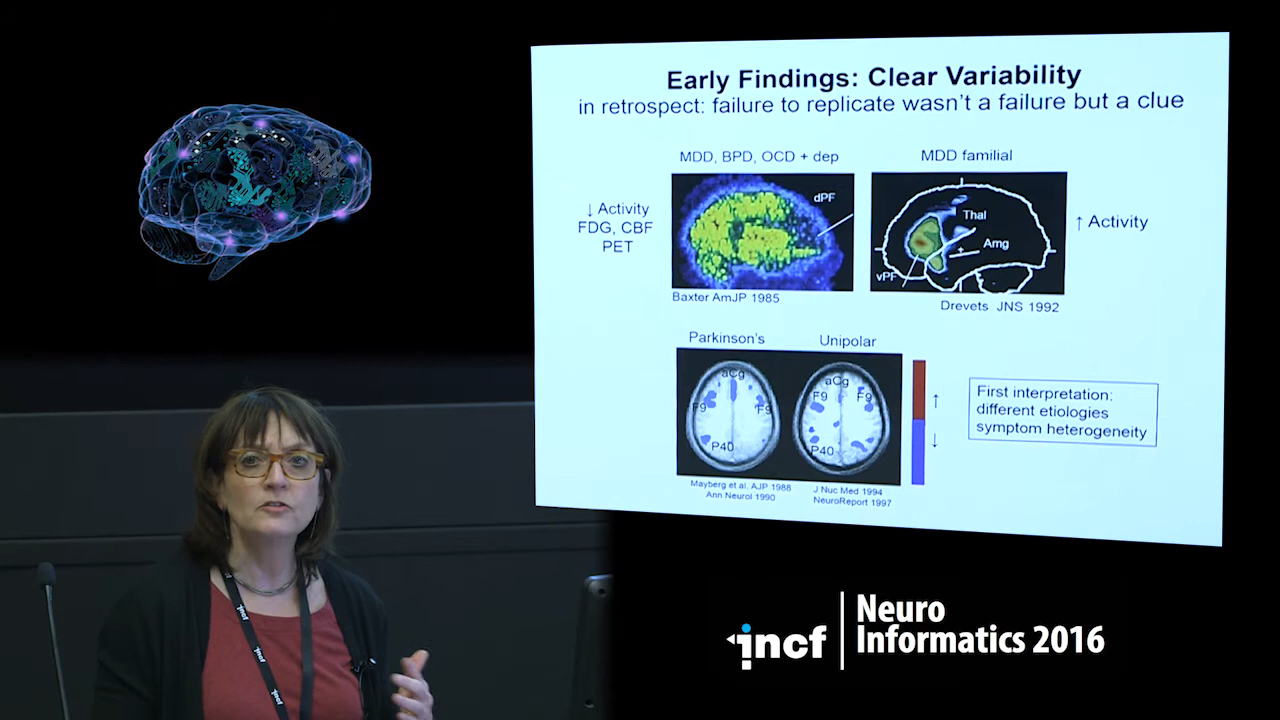 Early Findings: Clear Variability
in retrospect: failure to replicate wasn't a failure but a clue
MDD, BPD, OCD + dep
MDD familial
↓ Activity
FDG, CBF
PET
dPF
Thal
Amg
vPF
↑ Activity
Baxter AmJP 1985
Drevets JNS 1992
Parkinson's
Unipolar
aCg
aCg
F9
F9
F9
F9
P40
P40
↑
↓
First interpretation:
different etiologies
symptom heterogeneity
Mayberg et al. AJP 1988
Ann Neurol 1990
J Nuc Med 1994
NeuroReport 1997
incf
Neuro
Informatics 2016
incf
incf
incf